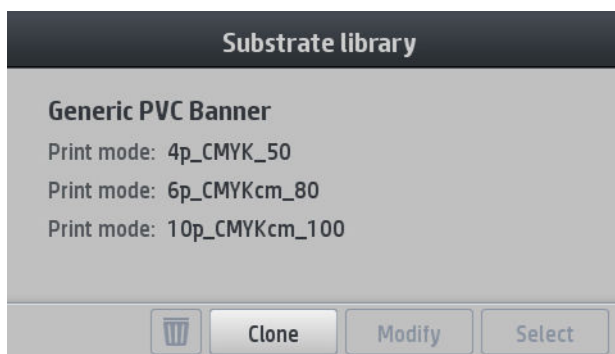 Substrate library
Generic PVC Banner
Print mode: 4p_CMYK_50
Print mode: 6p_CMYKcm_80
Print mode: 10p_CMYKcm_100
Clone Modify Select